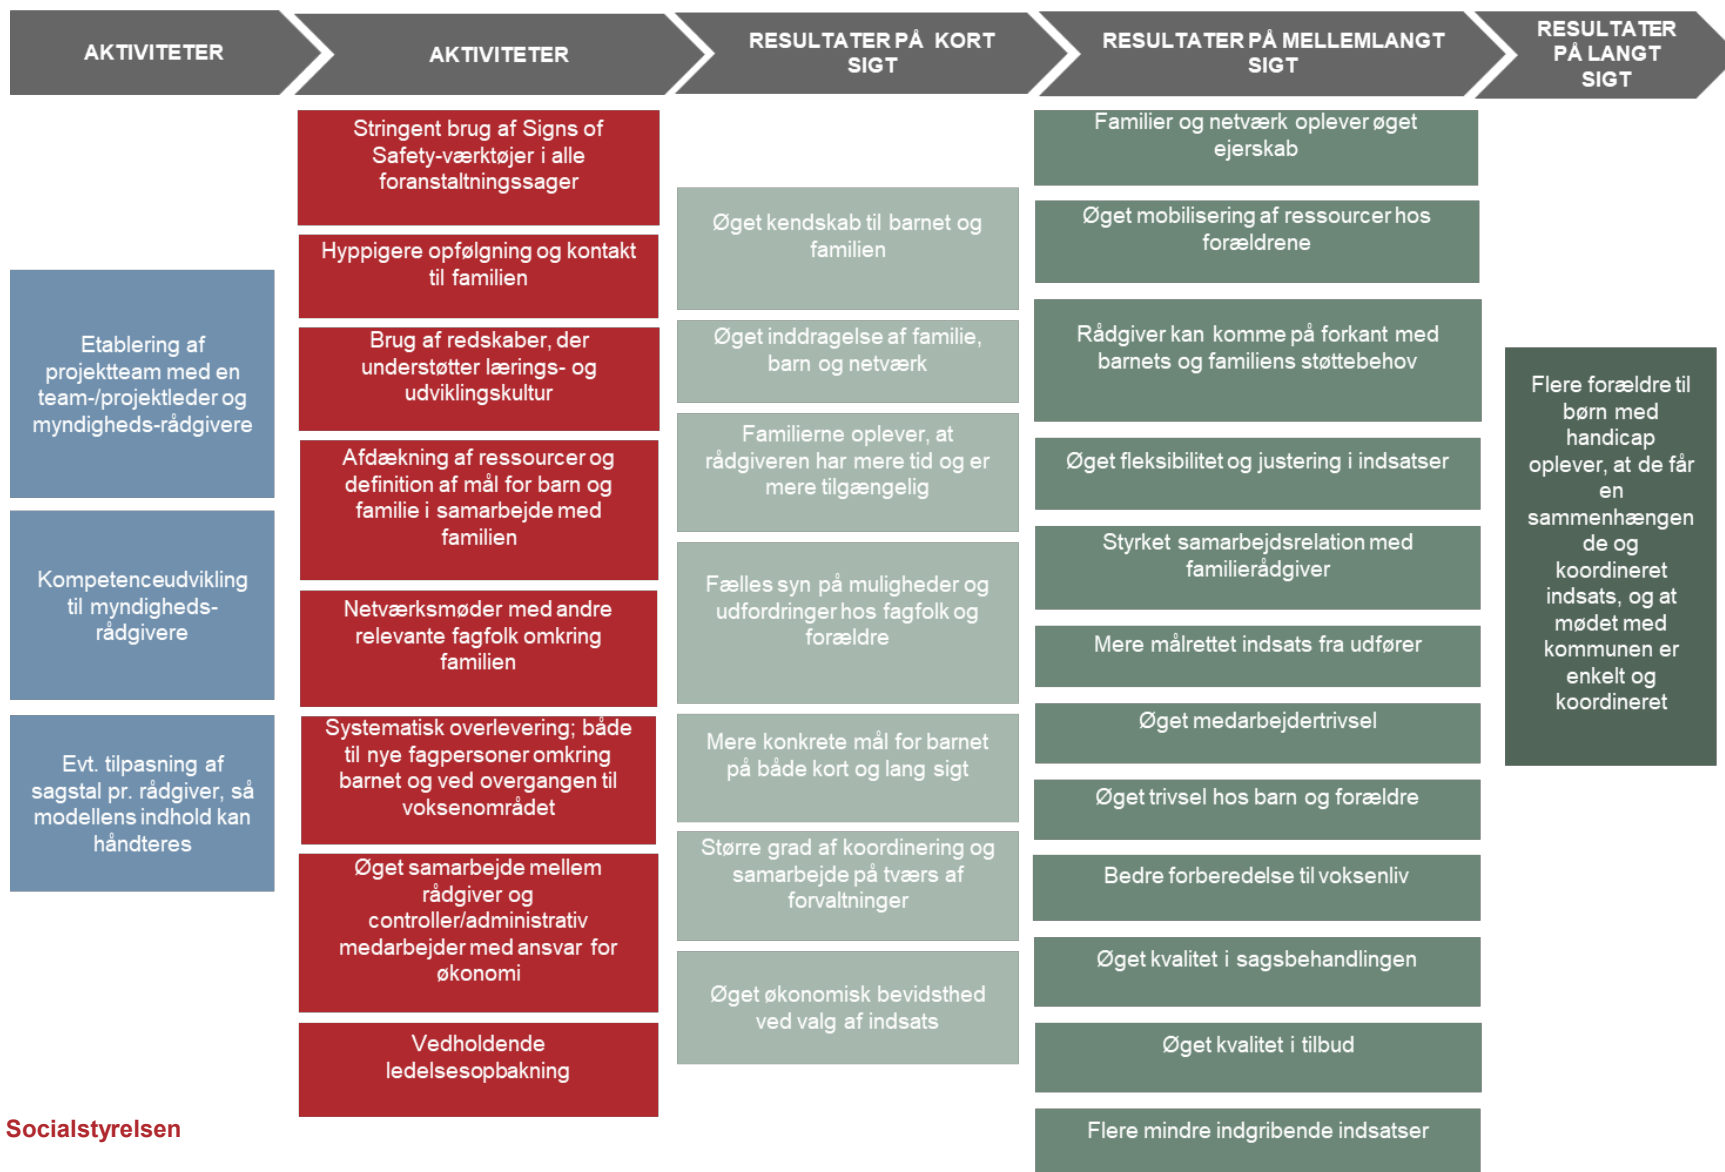 AKTIVITETER
AKTIVITETER
RESULTATER PÅ KORT
SIGT
RESULTATER PÅ MELLEMLANGT
SIGT
RESULTATER
PÅ LANGT
SIGT
Etablering af
projektteam med en
team-/projektleder og
myndigheds-rådgivere
Kompetenceudvikling
til myndigheds-
rådgivere
Evt. tilpasning af
sagstal pr. rådgiver, så
modellens indhold kan
håndteres
Stringent brug af Signs of
Safety-værktøjer i alle
foranstaltningssager
Hyppigere opfølgning og kontakt
til familien
Brug af redskaber, der
understøtter lærings- og
udviklingskultur
Afdækning af ressourcer og
definition af mål for barn og
familie i samarbejde med
familien
Netværksmøder med andre
relevante fagfolk omkring
familien
Systematisk overlevering; både
til nye fagpersoner omkring
barnet og ved overgangen til
voksenområdet
Øget samarbejde mellem
rådgiver og
controller/administrativ
medarbejder med ansvar for
økonomi
Vedholdende
ledelsesopbakning
Øget kendskab til barnet og
familien
Øget inddragelse af familie,
barn og netværk
Familierne oplever, at
rådgiveren har mere tid og er
mere tilgængelig
Fælles syn på muligheder og
udfordringer hos fagfolk og
forældre
Mere konkrete mål for barnet
på både kort og lang sigt
Større grad af koordinering og
samarbejde på tværs af
forvaltninger
Øget økonomisk bevidsthed
ved valg af indsats
Familier og netværk oplever øget
ejerskab
Øget mobilisering af ressourcer hos
forældrene
Rådgiver kan komme på forkant med
barnets og familiens støttebehov
Øget fleksibilitet og justering i indsatser
Styrket samarbejdsrelation med
familierådgiver
Mere målrettet indsats fra udfører
Øget medarbejdertrivsel
Øget trivsel hos barn og forældre
Bedre forberedelse til voksenliv
Øget kvalitet i sagsbehandlingen
Øget kvalitet i tilbud
Flere mindre indgribende indsatser
Flere forældre til
børn med
handicap
oplever, at de får
en
sammenhængen
de og
koordineret
indsats, og at
mødet med
kommunen er
enkelt og
koordineret
Socialstyrelsen